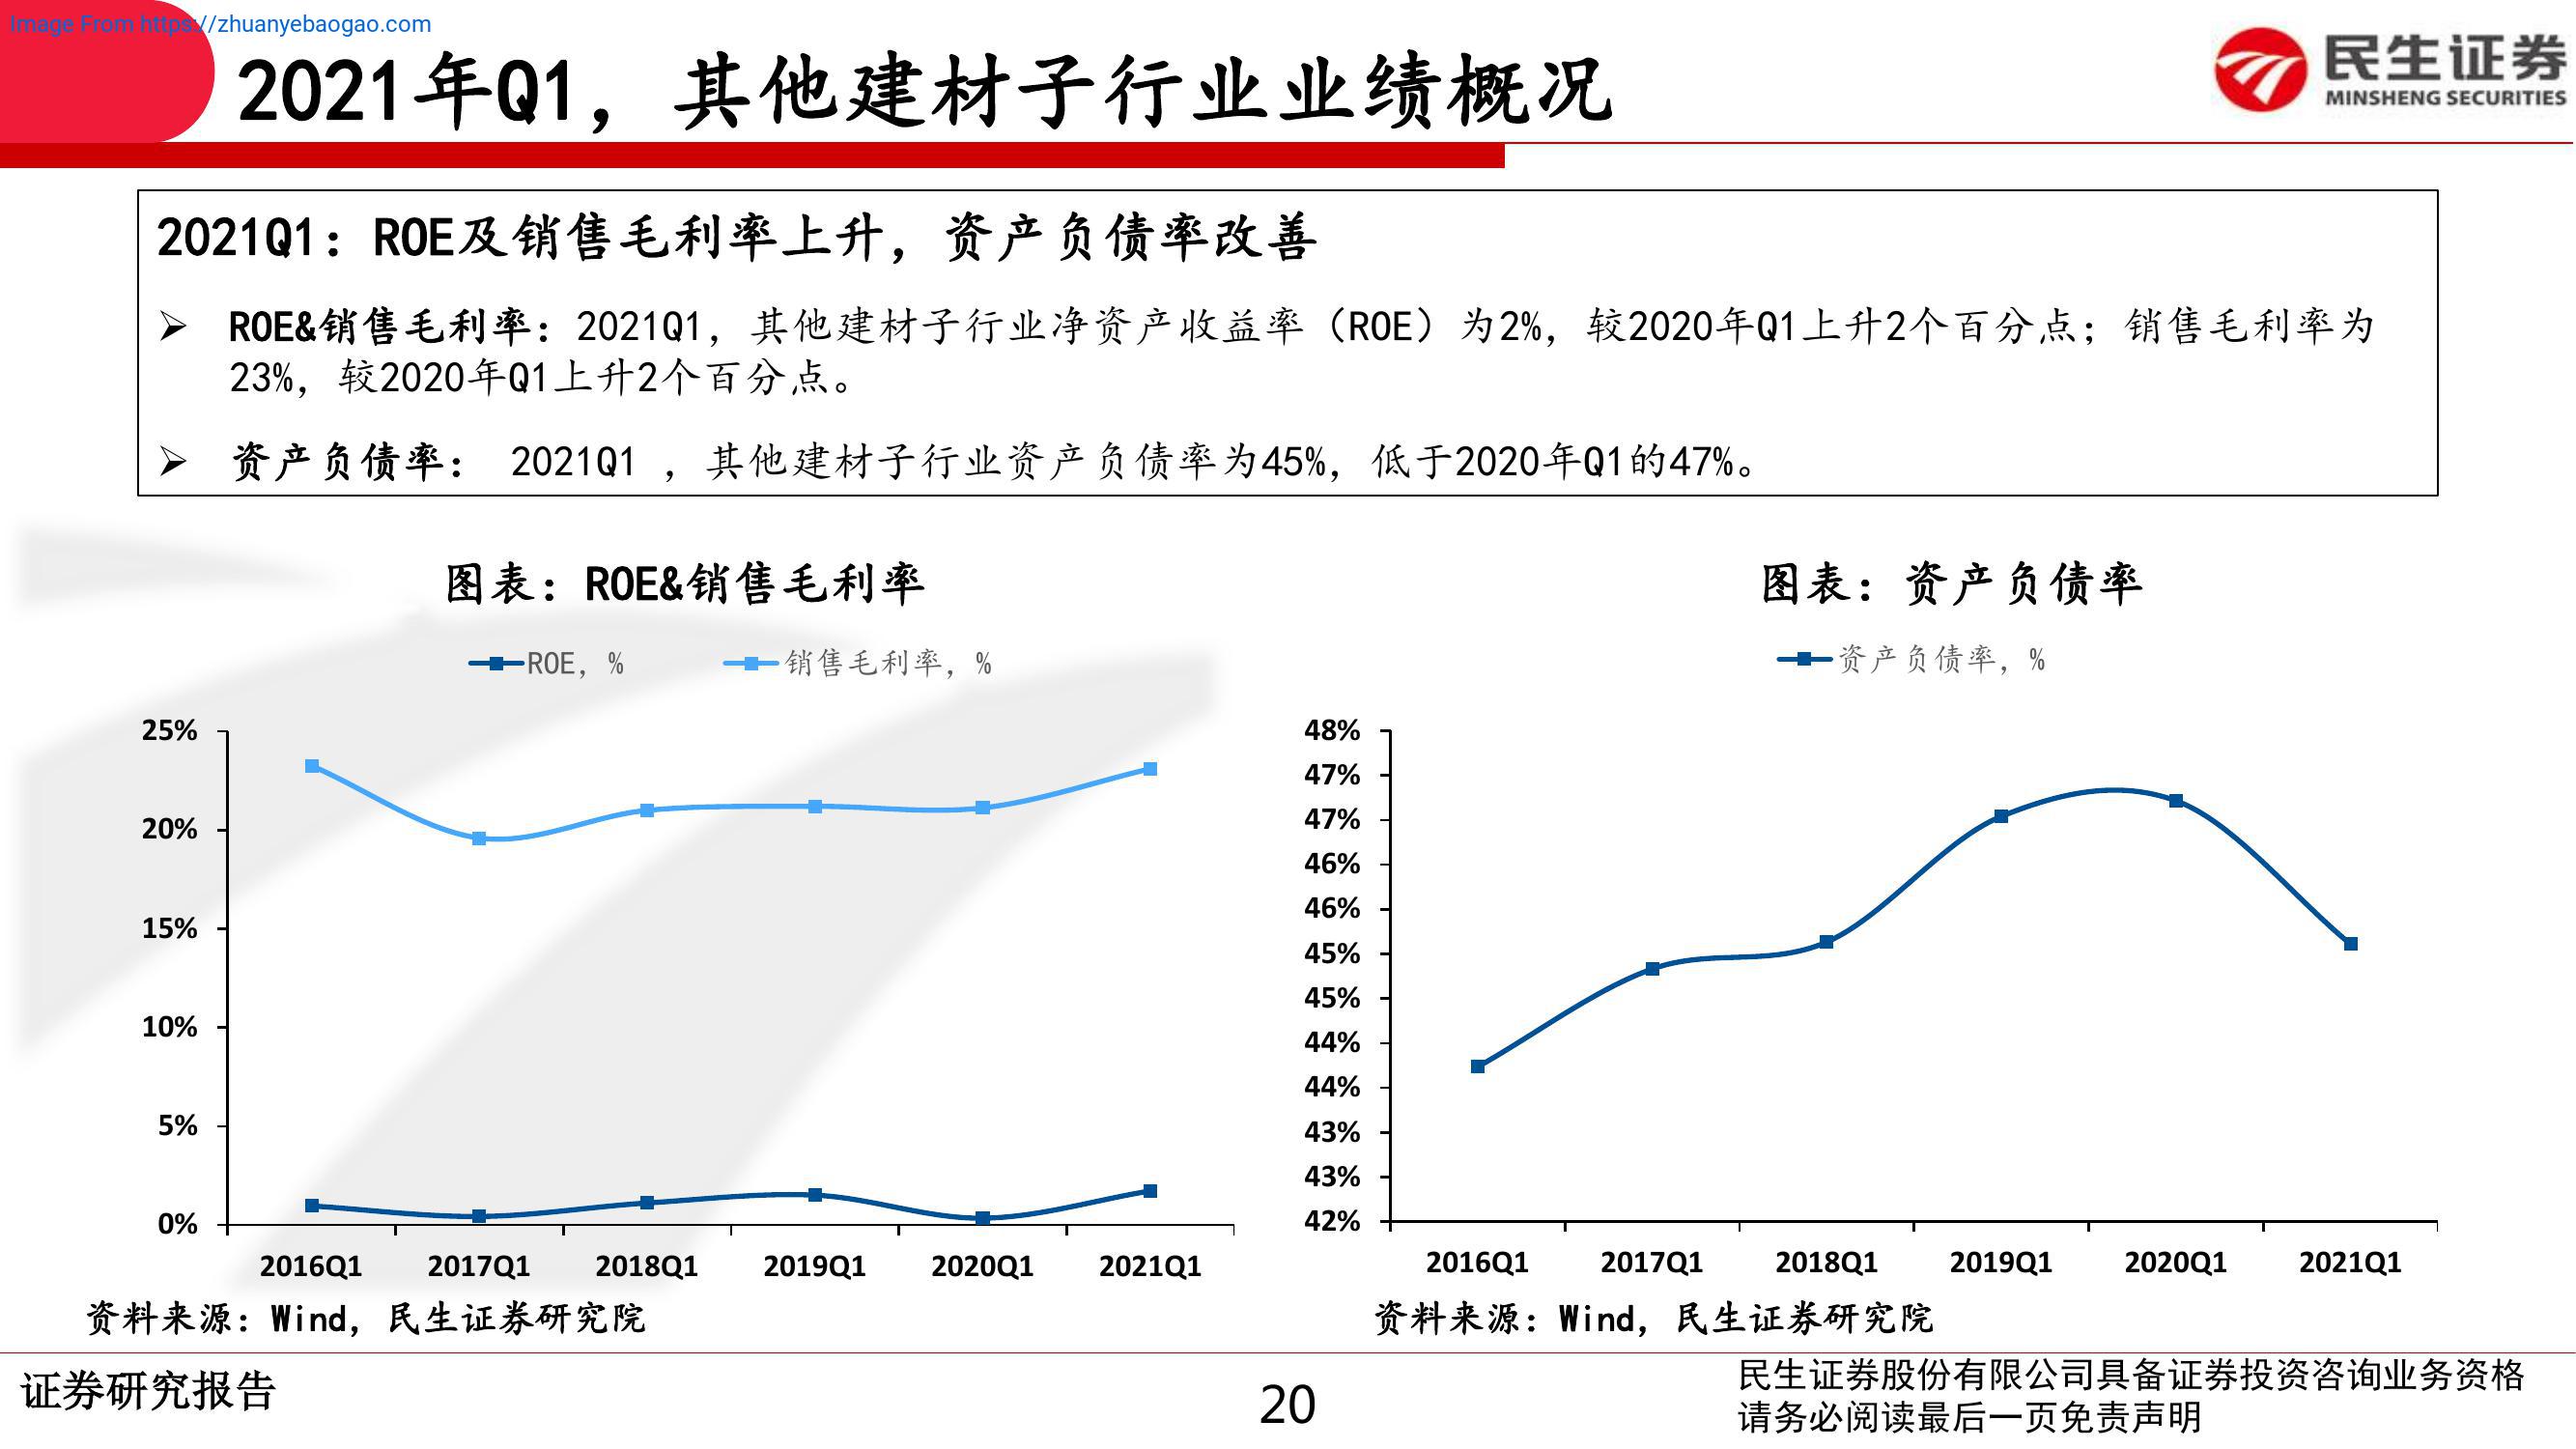 Image From https://zhuanyebaogao.com
2021年Q1，其他建材子行业业绩概况
民生证券
MINSHENG SECURITIES
2021Q1：ROE及销售毛利率上升，资产负债率改善
➢ ROE&销售毛利率：2021Q1，其他建材子行业净资产收益率（ROE）为2%，较2020年Q1上升2个百分点；销售毛利率为
23%，较2020年Q1上升2个百分点。
➢ 资产负债率： 2021Q1 ，其他建材子行业资产负债率为45%，低于2020年Q1的47%。
图表：ROE&销售毛利率
ROE，% 销售毛利率，%
25%
20%
15%
10%
5%
0%
2016Q1 2017Q1 2018Q1 2019Q1 2020Q1 2021Q1
资料来源：Wind，民生证券研究院
图表：资产负债率
资产负债率，%
48%
47%
47%
46%
46%
45%
45%
44%
44%
43%
43%
42%
2016Q1 2017Q1 2018Q1 2019Q1 2020Q1 2021Q1
资料来源：Wind，民生证券研究院
证券研究报告
20
民生证券股份有限公司具备证券投资咨询业务资格
请务必阅读最后一页免责声明